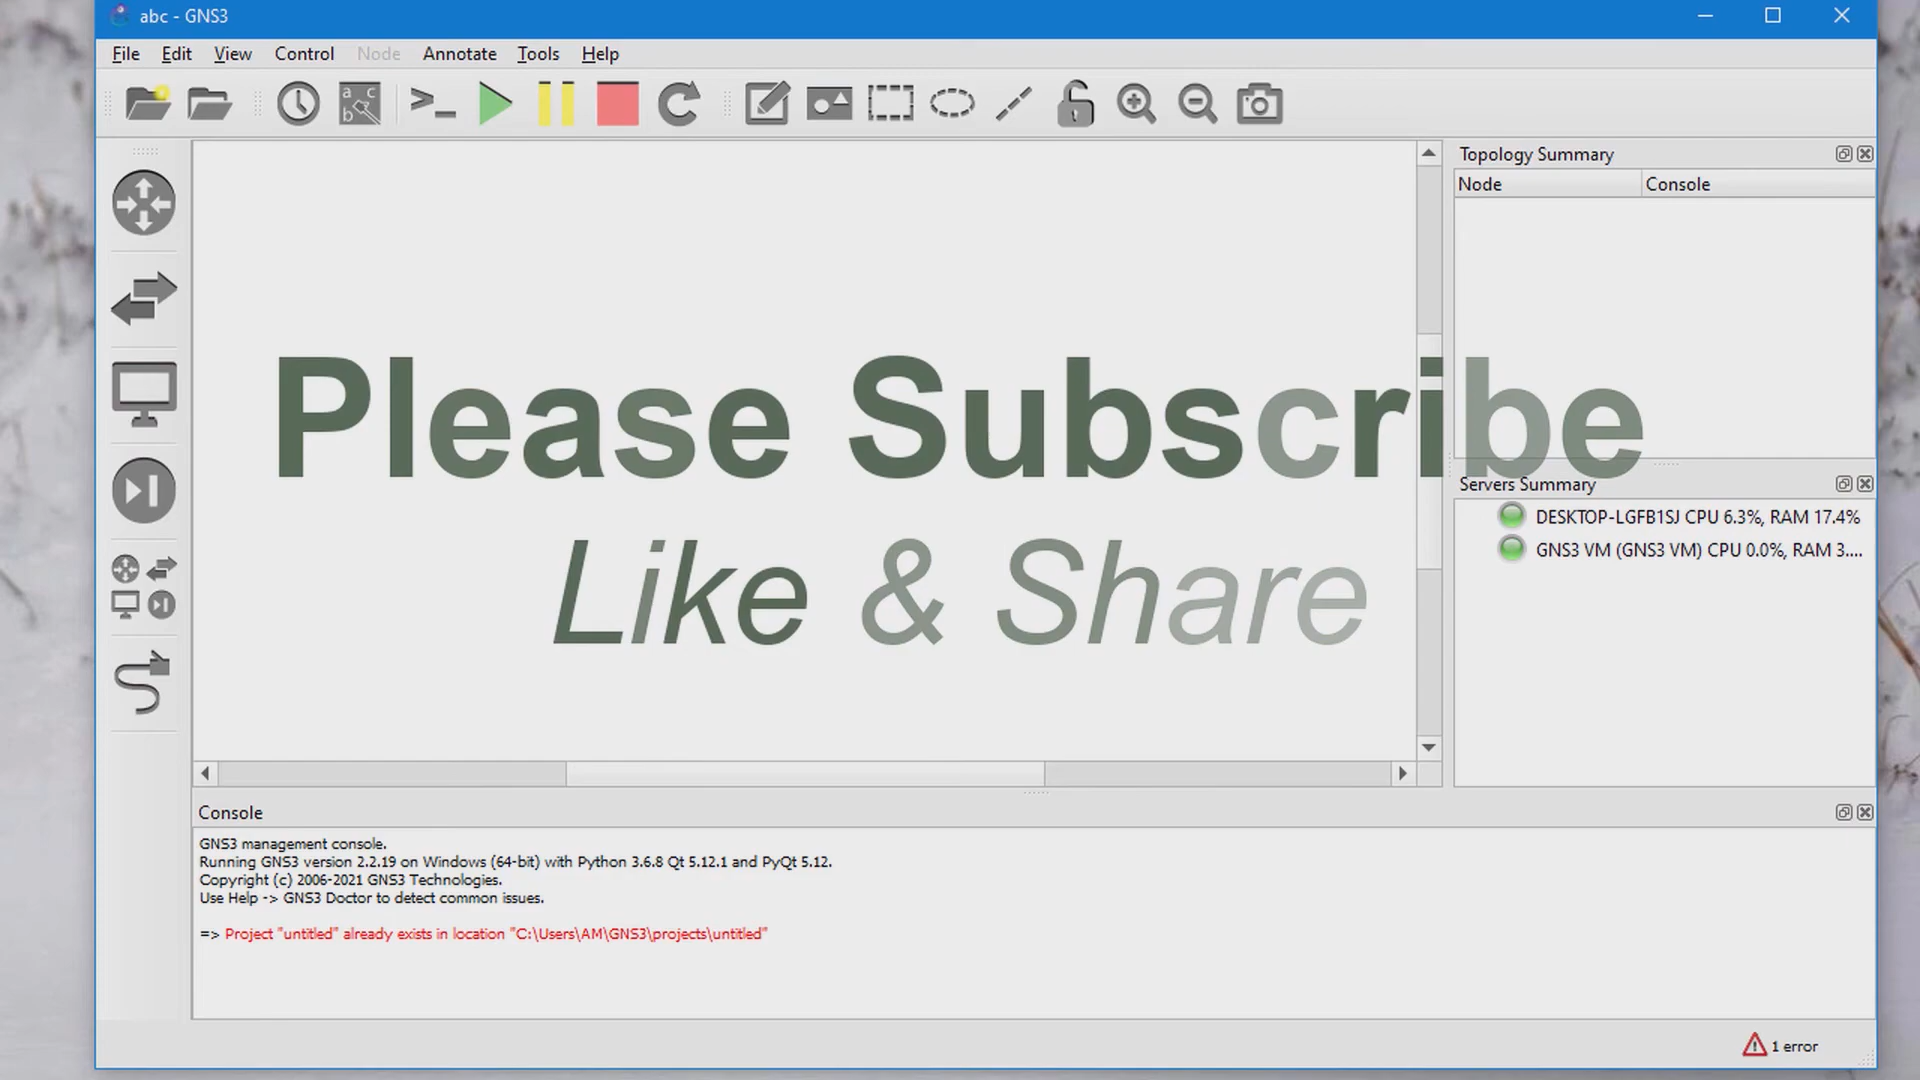 abc - GNS3
File Edit View Control Node Annotate Tools Help
a c
b
Topology Summary
Node Console
Please Subscribe
Like & Share
Servers Summary
DESKTOP-LGFB1SJ CPU 6.3%, RAM 17.4%
GNS3 VM (GNS3 VM) CPU 0.0%, RAM 3....
Console
GNS3 management console.
Running GNS3 version 2.2.19 on Windows (64-bit) with Python 3.6.8 Qt 5.12.1 and PyQt 5.12.
Copyright (c) 2006-2021 GNS3 Technologies.
Use Help -> GNS3 Doctor to detect common issues.
=> Project "untitled" already exists in location "C:\Users\AM\GNS3\projects\untitled"
1 error